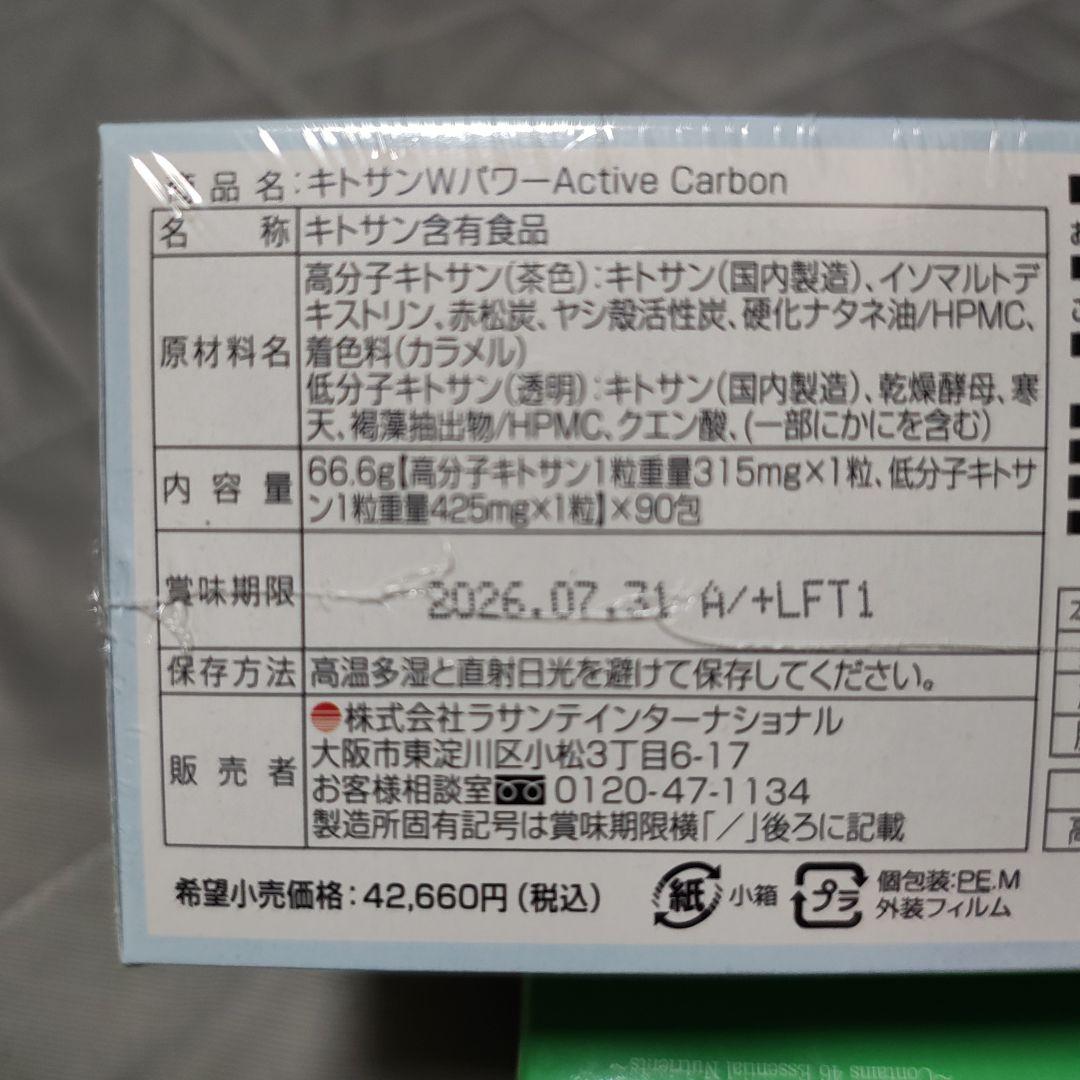 商品名：キトサンWパワーActive Carbon
名称 キトサン含有食品
原材料名 高分子キトサン(茶色)：キトサン(国内製造)、イソマルトデ
キストリン、赤松炭、ヤシ殻活性炭、硬化ナタネ油/HPMC、
着色料(カラメル)
低分子キトサン(透明)：キトサン(国内製造)、乾燥酵母、寒
天、褐藻抽出物/HPMC、クエン酸、(一部にかにを含む)
内容量 66.6g【高分子キトサン1粒重量315mg×1粒、低分子キトサ
ン1粒重量425mg×1粒】×90包
賞味期限 2026.07.31 A/+LFT1
保存方法 高温多湿と直射日光を避けて保存してください。
販売者 株式会社ラサンテインターナショナル
大阪市東淀川区小松3丁目6-17
お客様相談室 0120-47-1134
製造所固有記号は賞味期限横「／」後ろに記載
希望小売価格：42,660円(税込)
紙 小箱 プラ 個包装:PE.M
外装フィルム
~Contains 46 Essential Nutrients~